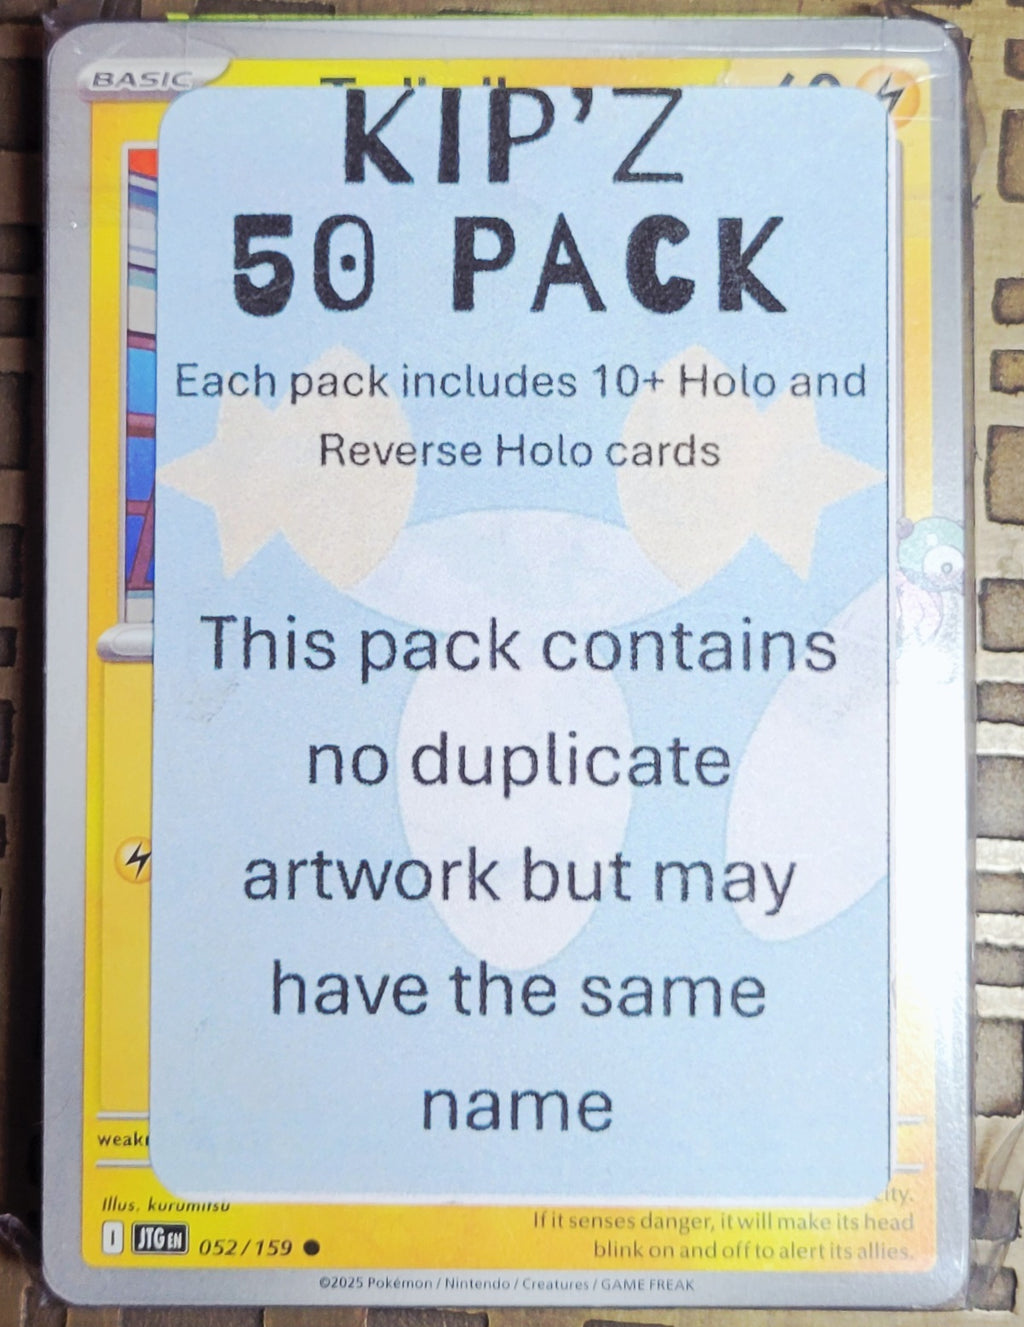 BASIC
KIP'Z
50 PACK
Each pack includes 10+ Holo and
Reverse Holo cards
This pack contains
no duplicate
artwork but may
have the same
name
Illus. kurumitsu
I JTG EN 052/159
If it senses danger, it will make its head
blink on and off to alert its allies.
©2025 Pokémon / Nintendo / Creatures / GAME FREAK